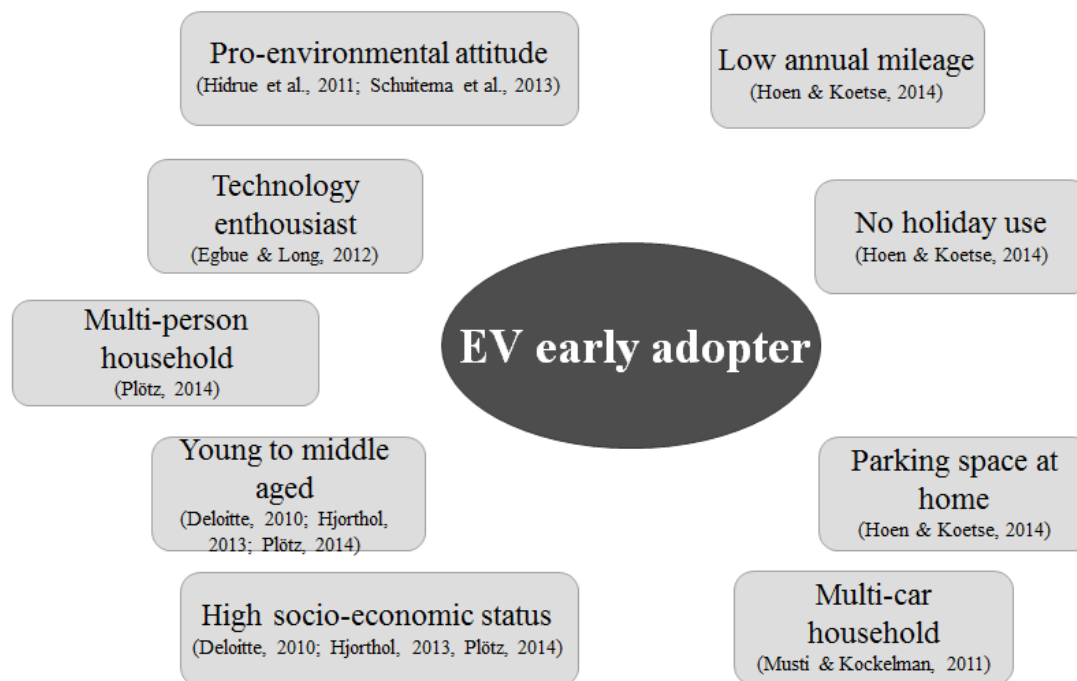 Pro-environmental attitude
(Hidrue et al., 2011; Schuitema et al., 2013)
Low annual mileage
(Hoen & Koetse, 2014)
Technology
enthousiast
(Egbue & Long, 2012)
No holiday use
(Hoen & Koetse, 2014)
Multi-person
household
(Plötz, 2014)
EV early adopter
Young to middle
aged
(Deloitte, 2010; Hjorthol,
2013; Plötz, 2014)
Parking space at
home
(Hoen & Koetse, 2014)
High socio-economic status
(Deloitte, 2010; Hjorthol, 2013, Plötz, 2014)
Multi-car
household
(Musti & Kockelman, 2011)